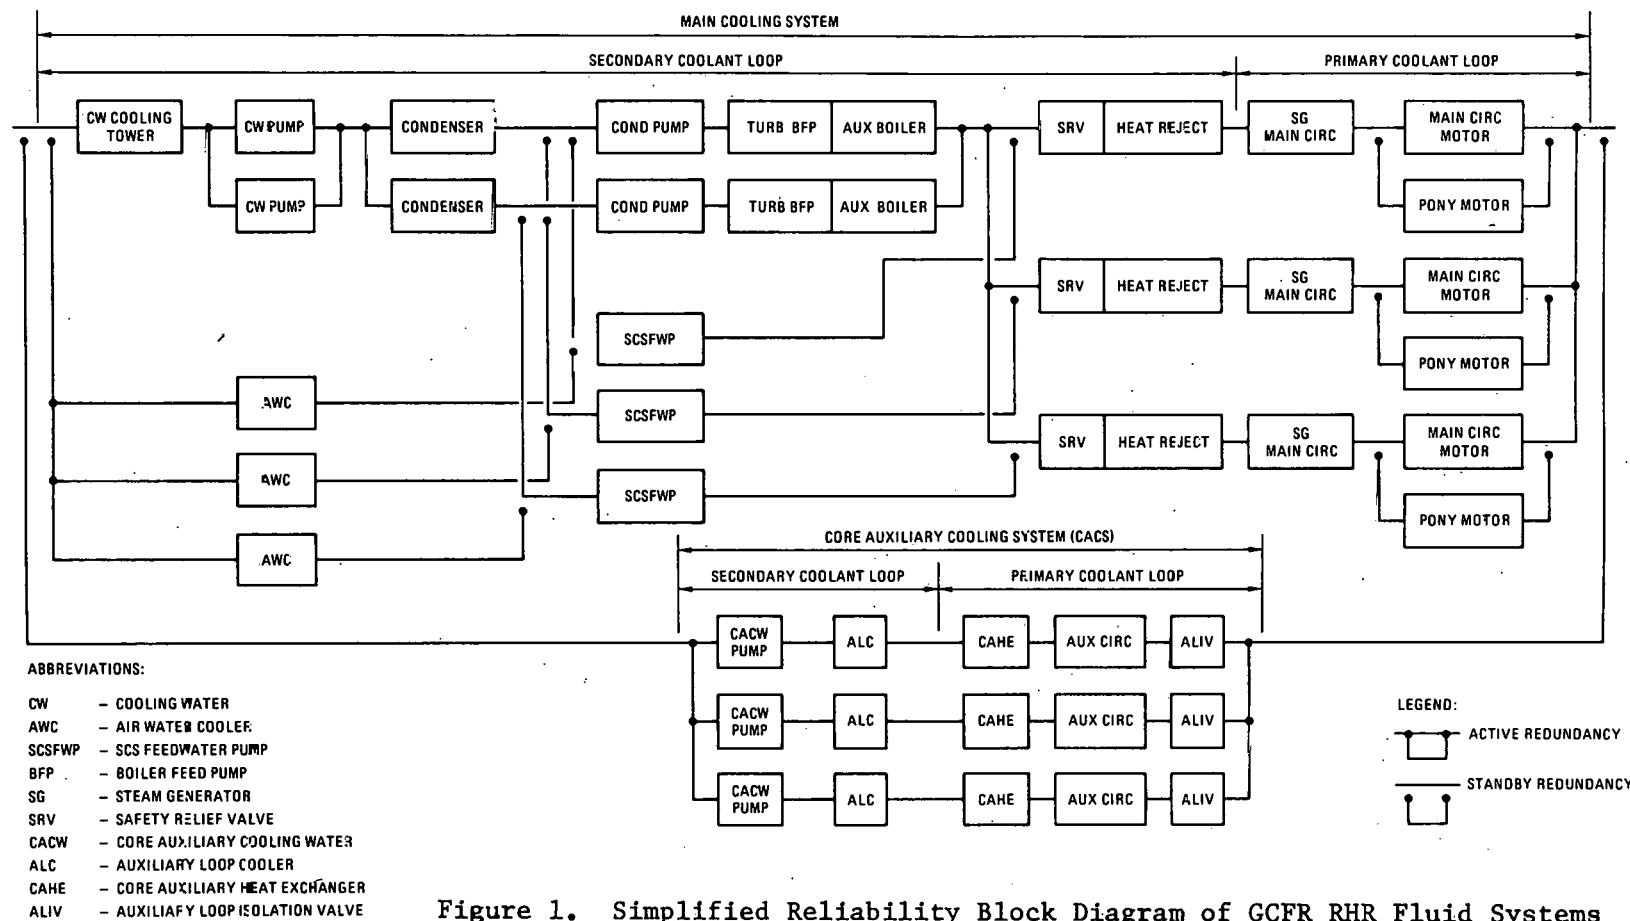 MAIN COOLING SYSTEM
SECONDARY COOLANT LOOP
PRIMARY COOLANT LOOP
CW COOLING
TOWER
CW PUMP
CONDENSER
COND PUMP
TURB BFP
AUX BOILER
SRV
HEAT REJECT
SG
MAIN CIRC
MAIN CIRC
MOTOR
CW PUMP
CONDENSER
COND PUMP
TURB BFP
AUX BOILER
PONY MOTOR
SRV
HEAT REJECT
SG
MAIN CIRC
MAIN CIRC
MOTOR
SCSFWP
PONY MOTOR
AWC
SCSFWP
SRV
HEAT REJECT
SG
MAIN CIRC
MAIN CIRC
MOTOR
AWC
SCSFWP
PONY MOTOR
AWC
CORE AUXILIARY COOLING SYSTEM (CACS)
SECONDARY COOLANT LOOP
PRIMARY COOLANT LOOP
CACW
PUMP
ALC
CAHE
AUX CIRC
ALIV
CACW
PUMP
ALC
CAHE
AUX CIRC
ALIV
CACW
PUMP
ALC
CAHE
AUX CIRC
ALIV
ABBREVIATIONS:
CW – COOLING WATER
AWC – AIR WATER COOLER
SCSFWP – SCS FEEDWATER PUMP
BFP – BOILER FEED PUMP
SG – STEAM GENERATOR
SRV – SAFETY RELIEF VALVE
CACW – CORE AUXILIARY COOLING WATER
ALC – AUXILIARY LOOP COOLER
CAHE – CORE AUXILIARY HEAT EXCHANGER
ALIV – AUXILIARY LOOP ISOLATION VALVE
LEGEND:
ACTIVE REDUNDANCY
STANDBY REDUNDANCY
Figure 1. Simplified Reliability Block Diagram of GCFR RHR Fluid Systems